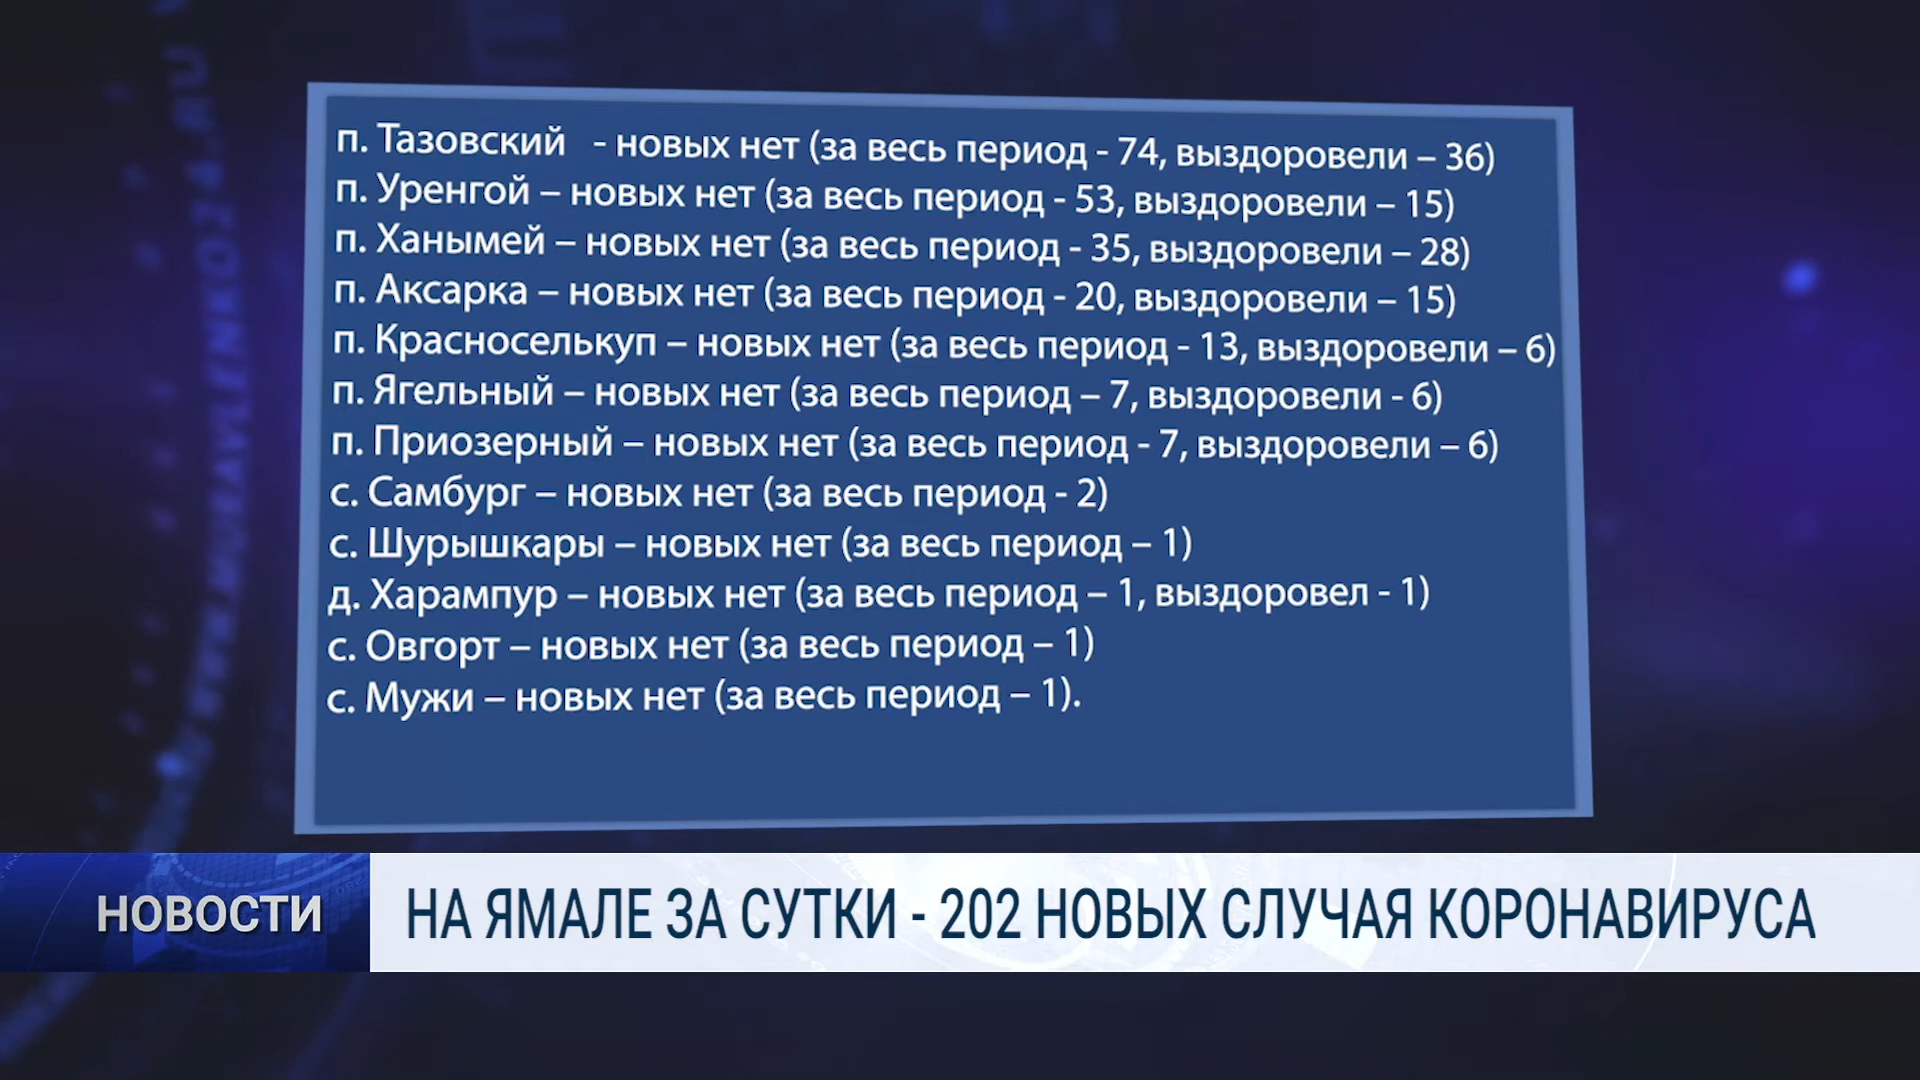 п. Тазовский - новых нет (за весь период - 74, выздоровели – 36)
п. Уренгой – новых нет (за весь период - 53, выздоровели – 15)
п. Ханымей – новых нет (за весь период - 35, выздоровели – 28)
п. Аксарка – новых нет (за весь период - 20, выздоровели – 15)
п. Красноселькуп – новых нет (за весь период - 13, выздоровели – 6)
п. Ягельный – новых нет (за весь период – 7, выздоровели - 6)
п. Приозерный – новых нет (за весь период - 7, выздоровели – 6)
с. Самбург – новых нет (за весь период - 2)
с. Шурышкары – новых нет (за весь период – 1)
д. Харампур – новых нет (за весь период – 1, выздоровел - 1)
с. Овгорт – новых нет (за весь период – 1)
с. Мужи – новых нет (за весь период – 1).
НОВОСТИ
НА ЯМАЛЕ ЗА СУТКИ - 202 НОВЫХ СЛУЧАЯ КОРОНАВИРУСА
WWW.MURAVLENKO24.RU